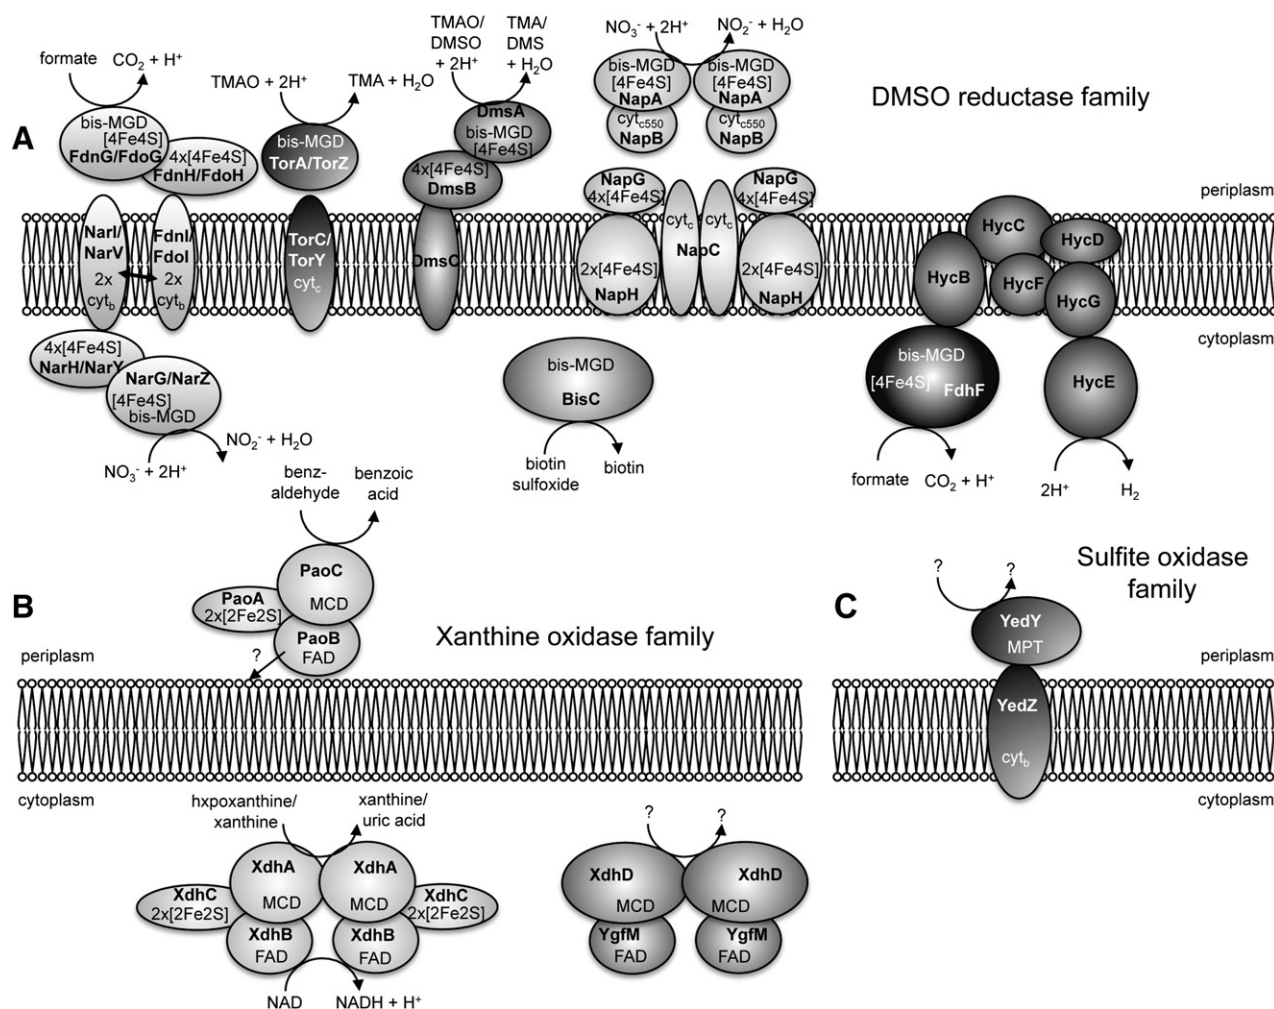 A
DMSO reductase family
formate
CO2 + H+
bis-MGD
[4Fe4S]
FdnG/FdoG
4x[4Fe4S]
FdnH/FdoH
NarI/
NarV
2x
cytb
FdnI/
FdoI
2x
cytb
4x[4Fe4S]
NarH/NarY
NarG/NarZ
[4Fe4S]
bis-MGD
NO3- + 2H+
NO2- + H2O
TMAO + 2H+
TMA + H2O
bis-MGD
TorA/TorZ
TorC/
TorY
cytc
TMAO/
DMSO
+ 2H+
TMA/
DMS
+ H2O
DmsA
bis-MGD
[4Fe4S]
4x[4Fe4S]
DmsB
DmsC
NO3- + 2H+
NO2- + H2O
bis-MGD
[4Fe4S]
NapA
cytc550
NapB
bis-MGD
[4Fe4S]
NapA
cytc550
NapB
NapG
4x[4Fe4S]
2x[4Fe4S]
NapH
cytc
cytc
NapC
NapG
4x[4Fe4S]
2x[4Fe4S]
NapH
bis-MGD
BisC
biotin
sulfoxide
biotin
periplasm
cytoplasm
HycC
HycD
HycB
HycF
HycG
HycE
bis-MGD
[4Fe4S]
FdhF
formate
CO2 + H+
2H+
H2
B
Xanthine oxidase family
benz-
aldehyde
benzoic
acid
PaoC
MCD
PaoA
2x[2Fe2S]
PaoB
FAD
?
periplasm
cytoplasm
hxpoxanthine/
xanthine
xanthine/
uric acid
XdhA
MCD
XdhA
MCD
XdhC
2x[2Fe2S]
XdhC
2x[2Fe2S]
XdhB
FAD
XdhB
FAD
NAD
NADH + H+
?
?
XdhD
MCD
XdhD
MCD
YgfM
FAD
YgfM
FAD
C
Sulfite oxidase
family
?
?
YedY
MPT
YedZ
cytb
periplasm
cytoplasm